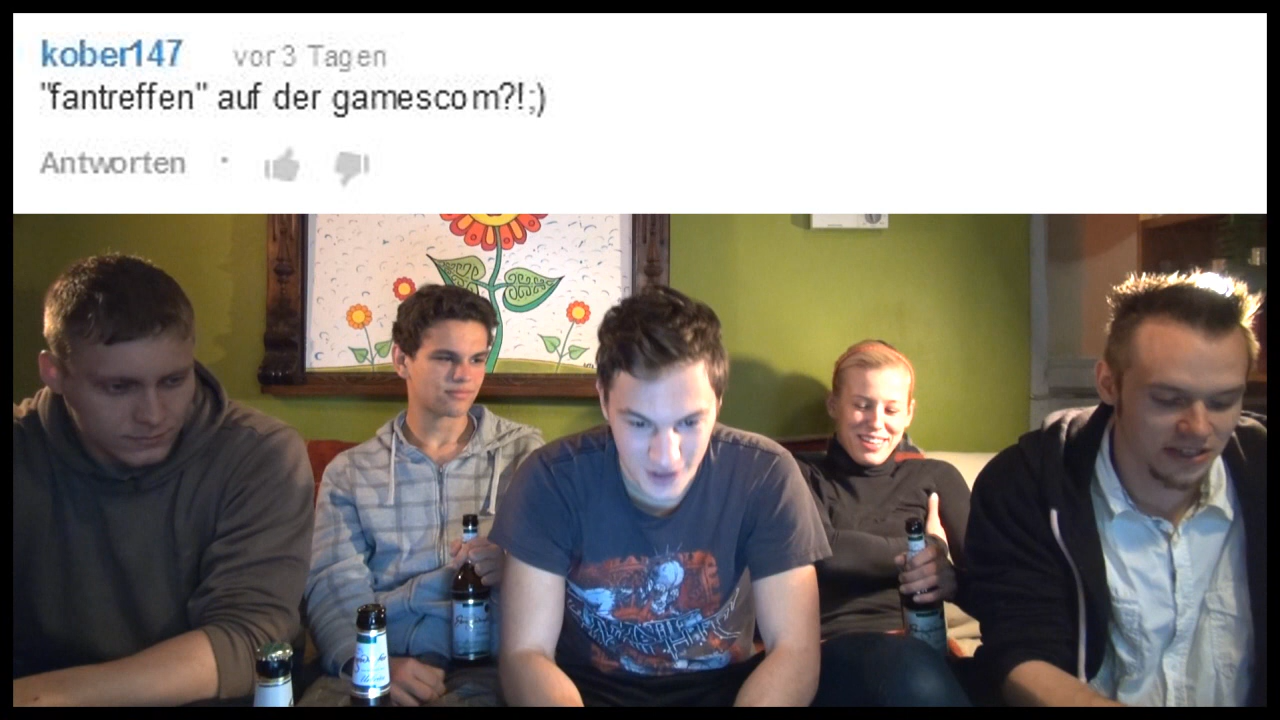 kober147 vor 3 Tagen
"fantreffen" auf der gamescom?!;)
Antworten ·